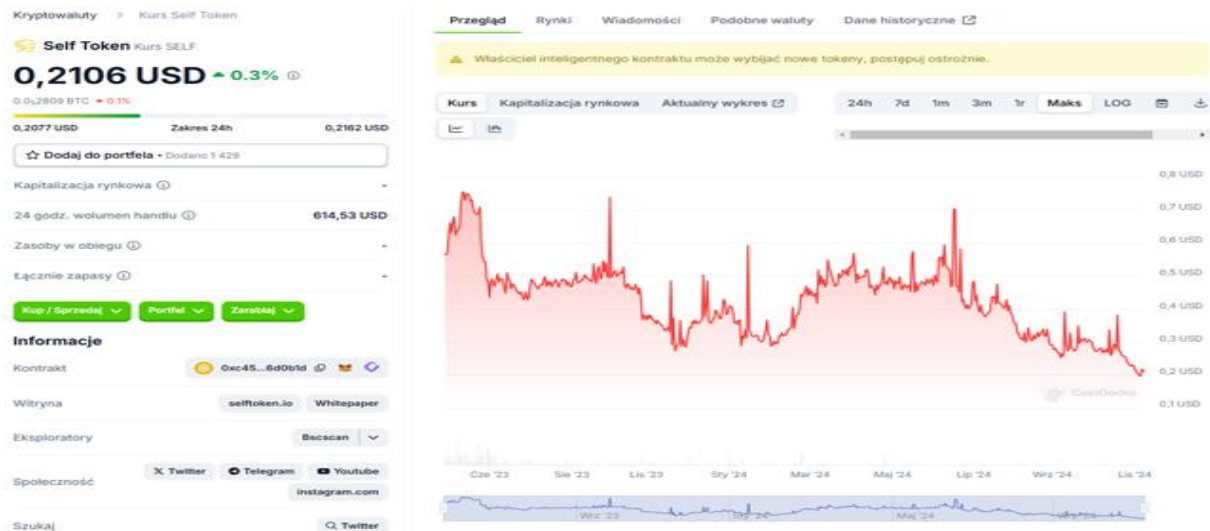 Kryptowaluty > Kurs Self Token
Self Token Kurs SELF
0,2106 USD ▲ 0.3%
0.0₅2809 BTC ▼ 0.1%
0,2077 USD Zakres 24h 0,2162 USD
Dodaj do portfela • Dodano 1 429
Kapitalizacja rynkowa -
24 godz. wolumen handlu 614,53 USD
Zasoby w obiegu -
Łącznie zapasy -
Kup / Sprzedaj Portfel Zarabiaj
Informacje
Kontrakt 0xc45...6d0b1d
Witryna selftoken.io Whitepaper
Eksploratory Bscscan
Społeczność X Twitter Telegram Youtube
instagram.com
Szukaj Twitter
Przegląd Rynki Wiadomości Podobne waluty Dane historyczne
Właściciel inteligentnego kontraktu może wybijać nowe tokeny, postępuj ostrożnie.
Kurs Kapitalizacja rynkowa Aktualny wykres 24h 7d 1m 3m 1r Maks LOG
0,8 USD
0,7 USD
0,6 USD
0,5 USD
0,4 USD
0,3 USD
0,2 USD
0,1 USD
CoinGecko
Cze '23 Sie '23 Lis '23 Sty '24 Mar '24 Maj '24 Lip '24 Wrz '24 Lis '24
Wrz '23 Maj '24